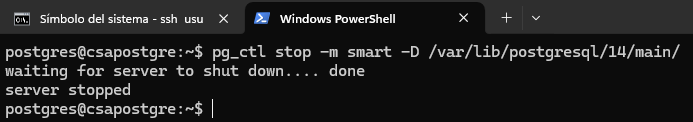 Símbolo del sistema - ssh usu
Windows PowerShell
postgres@csapostgre:~$ pg_ctl stop -m smart -D /var/lib/postgresql/14/main/
waiting for server to shut down.... done
server stopped
postgres@csapostgre:~$